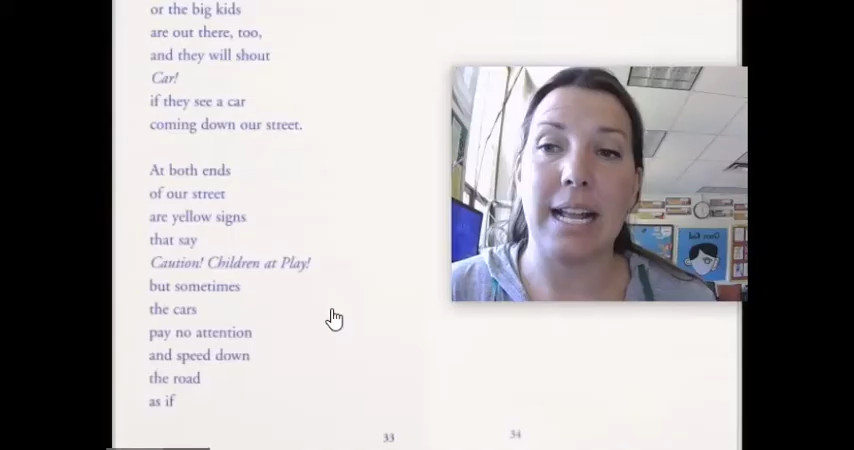 or the big kids
are out there, too,
and they will shout
Car!
if they see a car
coming down our street.
At both ends
of our street
are yellow signs
that say
Caution! Children at Play!
but sometimes
the cars
pay no attention
and speed down
the road
as if
33
34